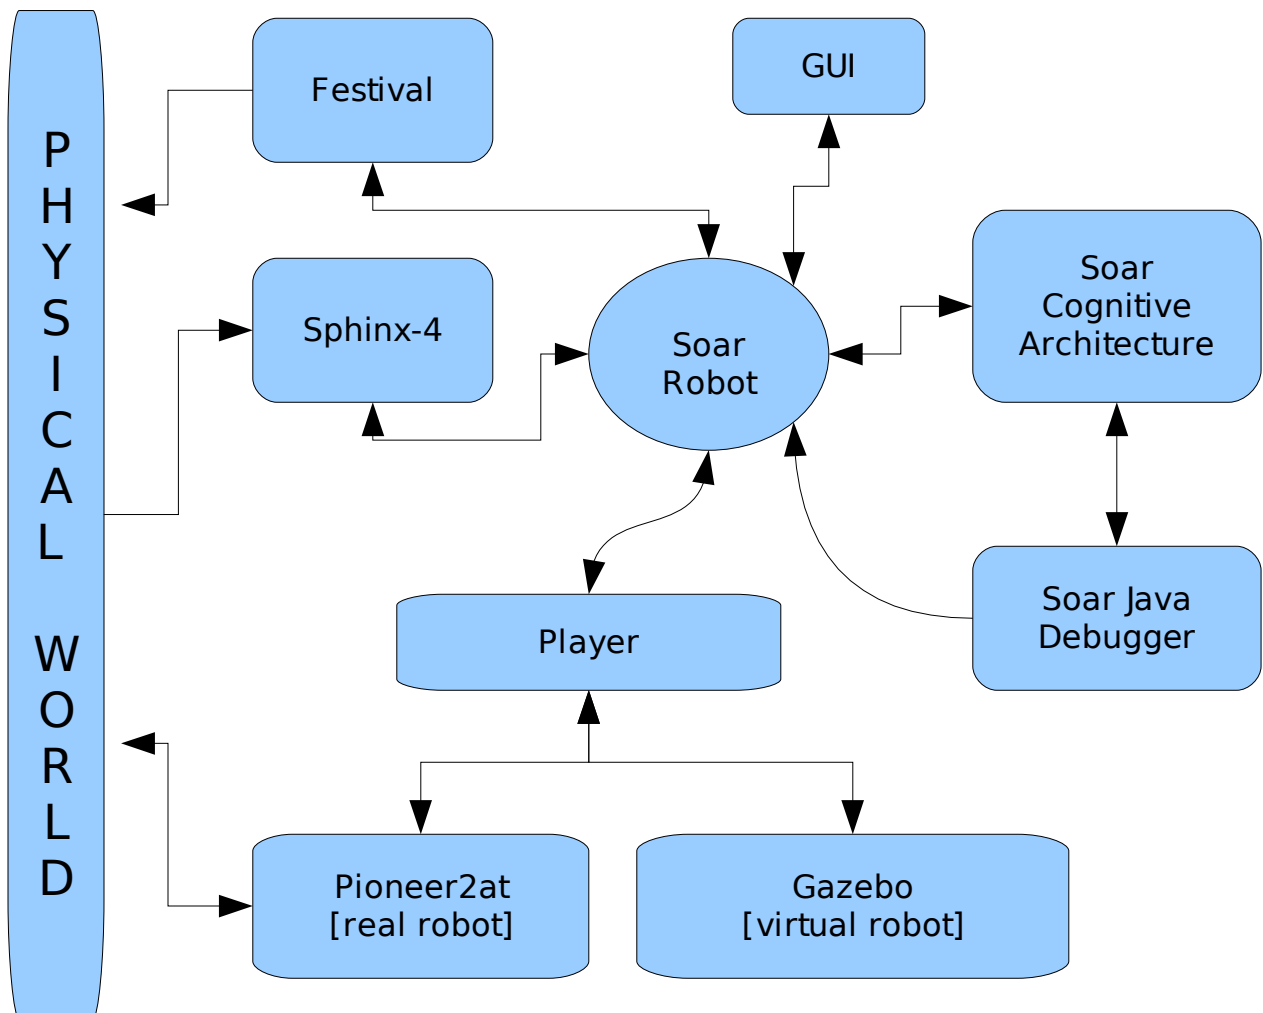 PHYSICAL WORLD
Festival
GUI
Sphinx-4
Soar
Robot
Soar
Cognitive
Architecture
Player
Soar Java
Debugger
Pioneer2at
[real robot]
Gazebo
[virtual robot]